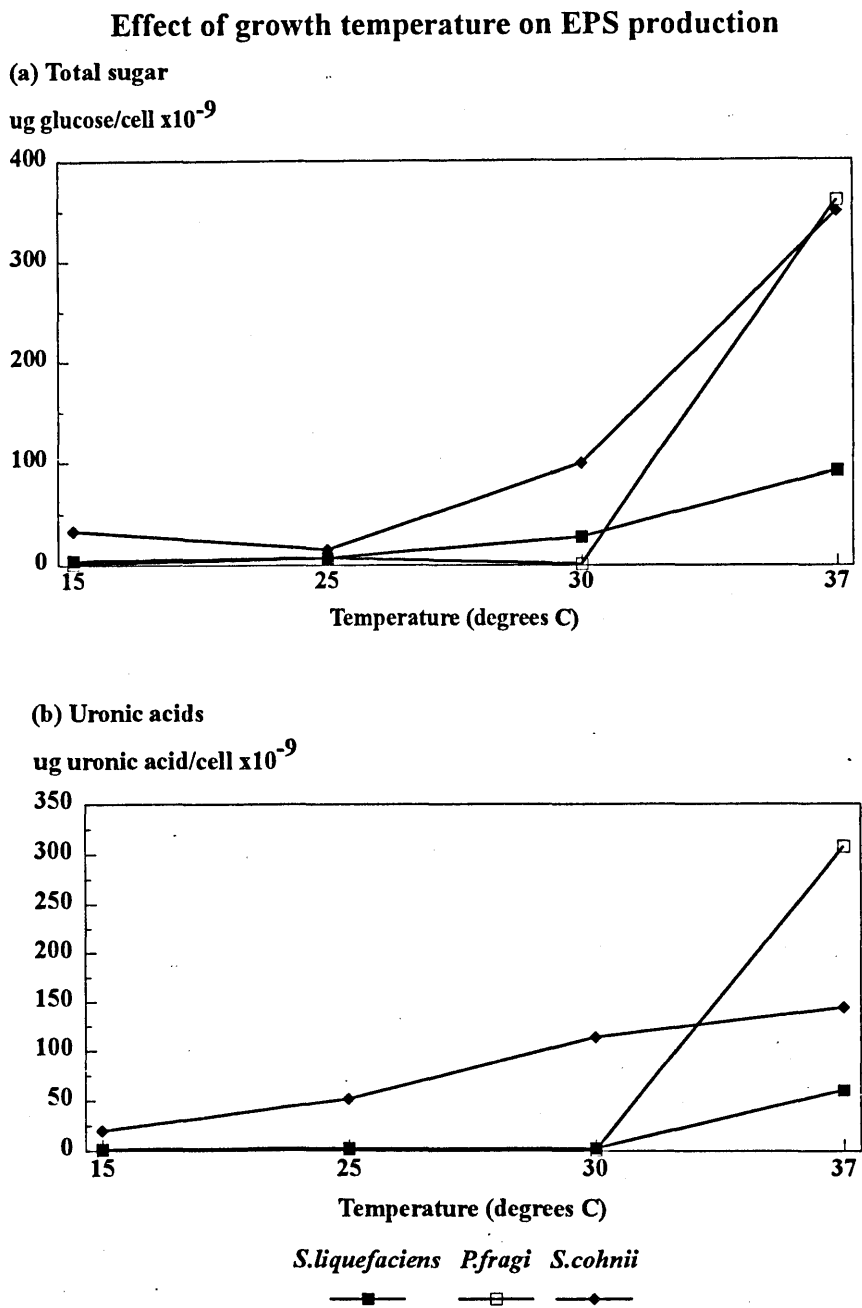 Effect of growth temperature on EPS production
(a) Total sugar
ug glucose/cell x10⁻⁹
400
300
200
100
0
15 25 30 37
Temperature (degrees C)
(b) Uronic acids
ug uronic acid/cell x10⁻⁹
350
300
250
200
150
100
50
0
15 25 30 37
Temperature (degrees C)
S.liquefaciens P.fragi S.cohnii